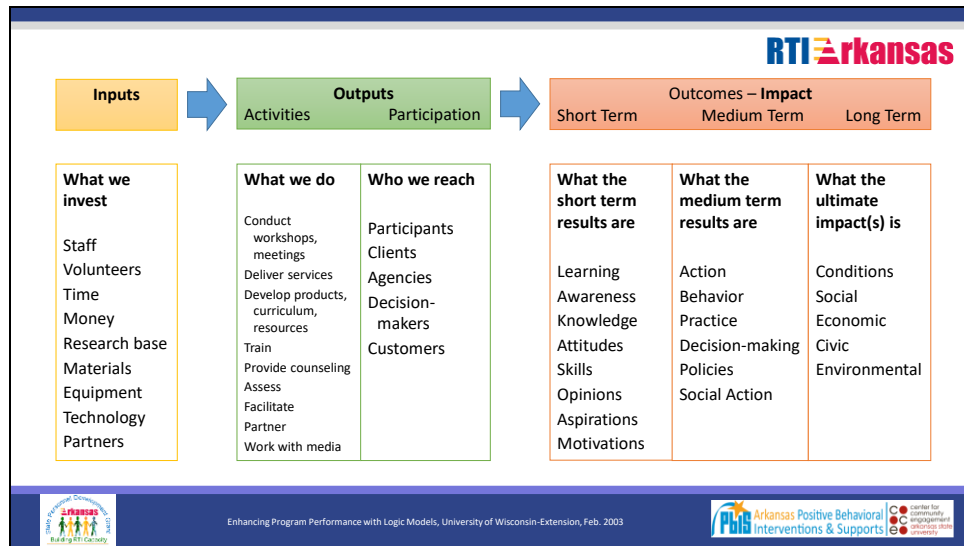 RTI Arkansas
Inputs
Outputs
Activities Participation
Outcomes – Impact
Short Term Medium Term Long Term
What we
invest
Staff
Volunteers
Time
Money
Research base
Materials
Equipment
Technology
Partners
What we do
Conduct
workshops,
meetings
Deliver services
Develop products,
curriculum,
resources
Train
Provide counseling
Assess
Facilitate
Partner
Work with media
Who we reach
Participants
Clients
Agencies
Decision-
makers
Customers
What the
short term
results are
Learning
Awareness
Knowledge
Attitudes
Skills
Opinions
Aspirations
Motivations
What the
medium term
results are
Action
Behavior
Practice
Decision-making
Policies
Social Action
What the
ultimate
impact(s) is
Conditions
Social
Economic
Civic
Environmental
State Personnel Development
Arkansas
Building RTI Capacity
Enhancing Program Performance with Logic Models, University of Wisconsin-Extension, Feb. 2003
PBIS
Arkansas Positive Behavioral
Interventions & Supports
center for
community
engagement
arkansas state
university